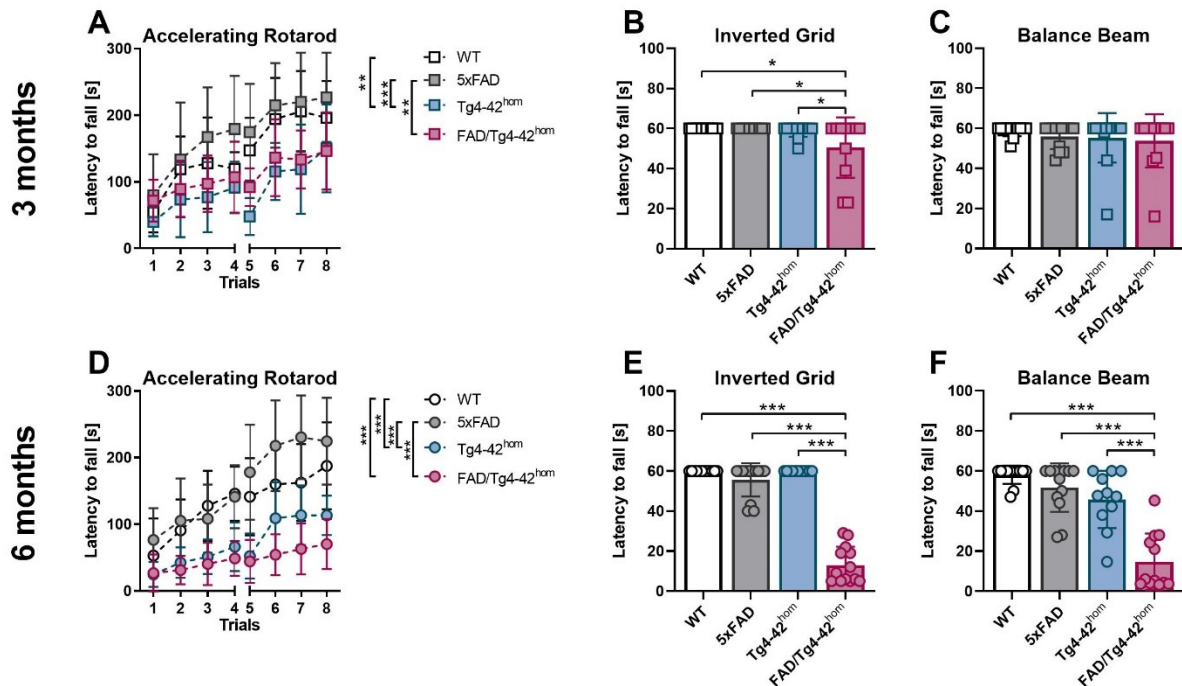 3 months
A
Accelerating Rotarod
Latency to fall [s]
300
200
100
0
1 2 3 4 5 6 7 8
Trials
WT
5xFAD
Tg4-42hom
FAD/Tg4-42hom
**
***
**
B
Inverted Grid
Latency to fall [s]
100
80
60
40
20
0
*
*
*
WT
5xFAD
Tg4-42hom
FAD/Tg4-42hom
C
Balance Beam
Latency to fall [s]
100
80
60
40
20
0
WT
5xFAD
Tg4-42hom
FAD/Tg4-42hom
6 months
D
Accelerating Rotarod
Latency to fall [s]
300
200
100
0
1 2 3 4 5 6 7 8
Trials
WT
5xFAD
Tg4-42hom
FAD/Tg4-42hom
***
***
***
***
E
Inverted Grid
Latency to fall [s]
100
80
60
40
20
0
***
***
***
WT
5xFAD
Tg4-42hom
FAD/Tg4-42hom
F
Balance Beam
Latency to fall [s]
100
80
60
40
20
0
***
***
***
WT
5xFAD
Tg4-42hom
FAD/Tg4-42hom